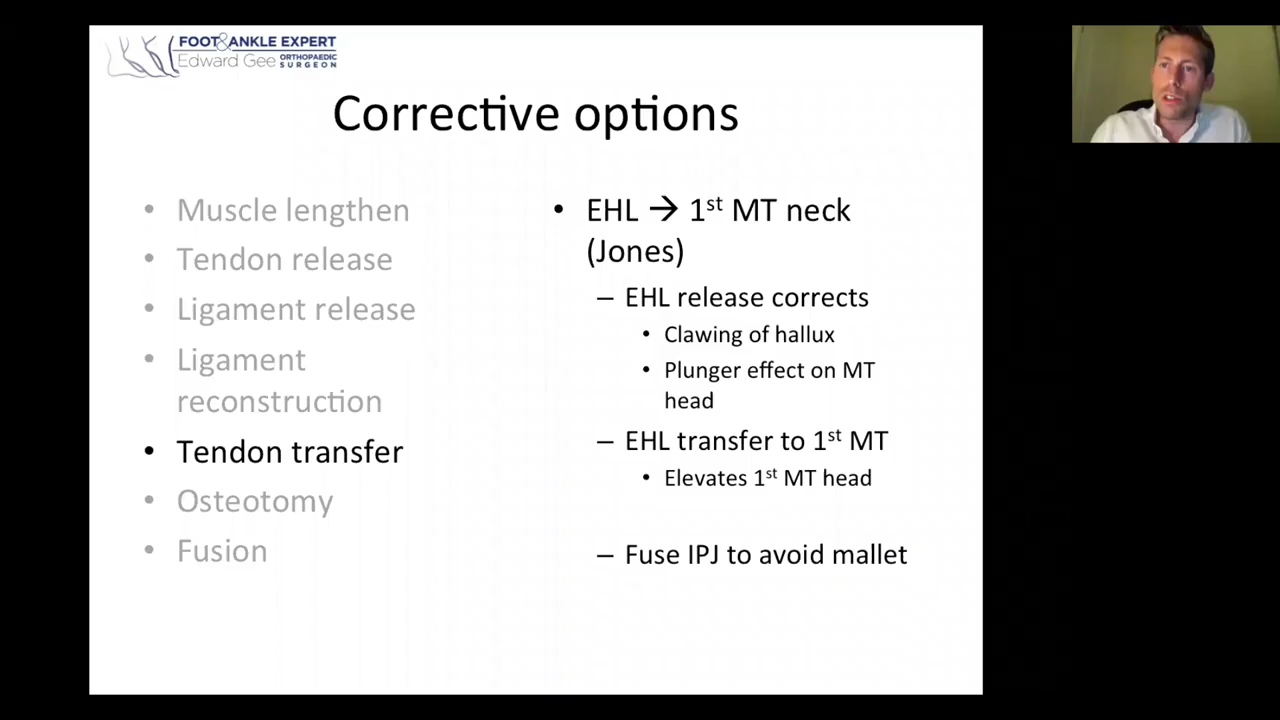 FOOT & ANKLE EXPERT
Edward Gee ORTHOPAEDIC SURGEON
Corrective options
• Muscle lengthen
• Tendon release
• Ligament release
• Ligament
reconstruction
• Tendon transfer
• Osteotomy
• Fusion
• EHL → 1st MT neck
(Jones)
– EHL release corrects
• Clawing of hallux
• Plunger effect on MT
head
– EHL transfer to 1st MT
• Elevates 1st MT head
– Fuse IPJ to avoid mallet